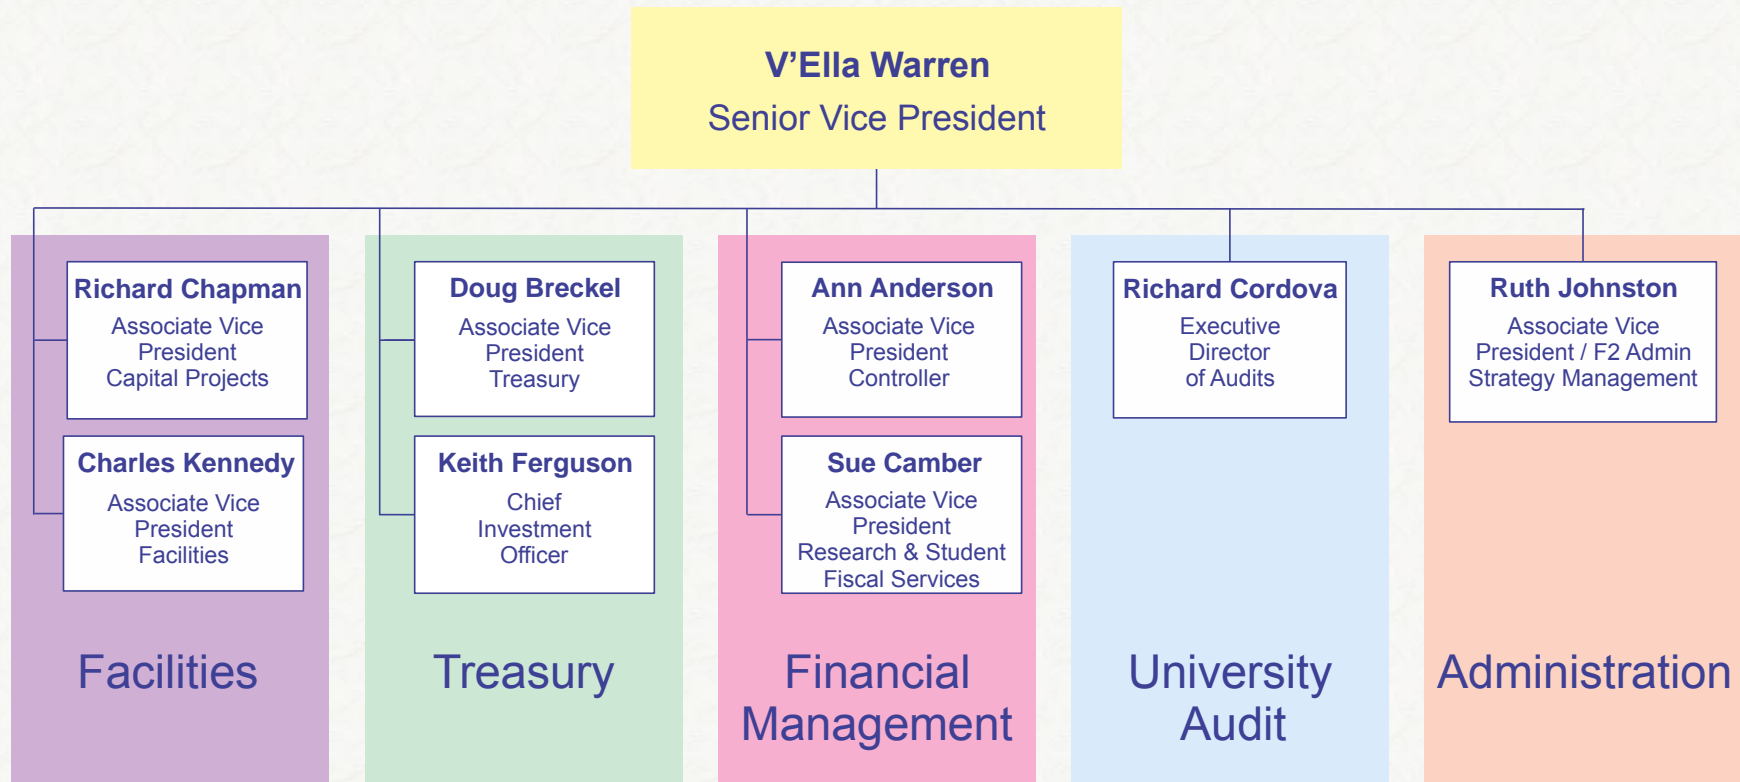 V’Ella Warren
Senior Vice President
Richard Chapman
Associate Vice
President
Capital Projects
Charles Kennedy
Associate Vice
President
Facilities
Facilities
Doug Breckel
Associate Vice
President
Treasury
Keith Ferguson
Chief
Investment
Officer
Treasury
Ann Anderson
Associate Vice
President
Controller
Sue Camber
Associate Vice
President
Research & Student
Fiscal Services
Financial
Management
Richard Cordova
Executive
Director
of Audits
University
Audit
Ruth Johnston
Associate Vice
President / F2 Admin
Strategy Management
Administration